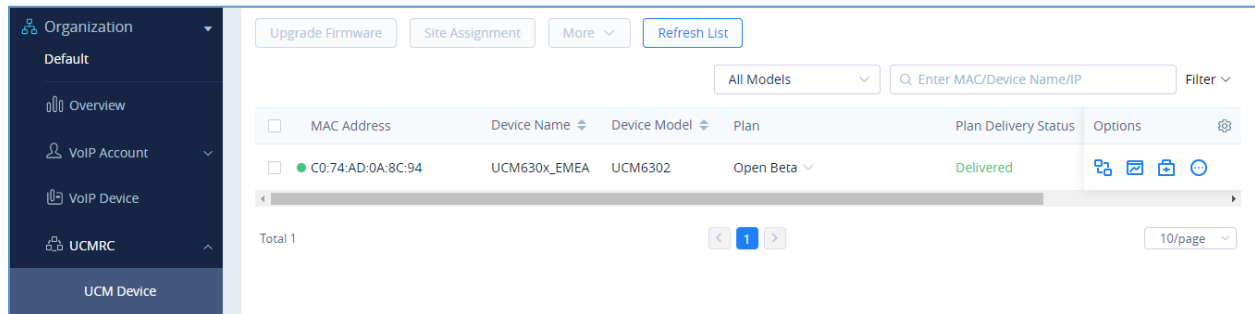 Organization
Default
Overview
VoIP Account
VoIP Device
UCMRC
UCM Device
Upgrade Firmware Site Assignment More Refresh List
All Models Enter MAC/Device Name/IP Filter
MAC Address Device Name Device Model Plan Plan Delivery Status Options
C0:74:AD:0A:8C:94 UCM630x_EMEA UCM6302 Open Beta Delivered
Total 1 1 10/page